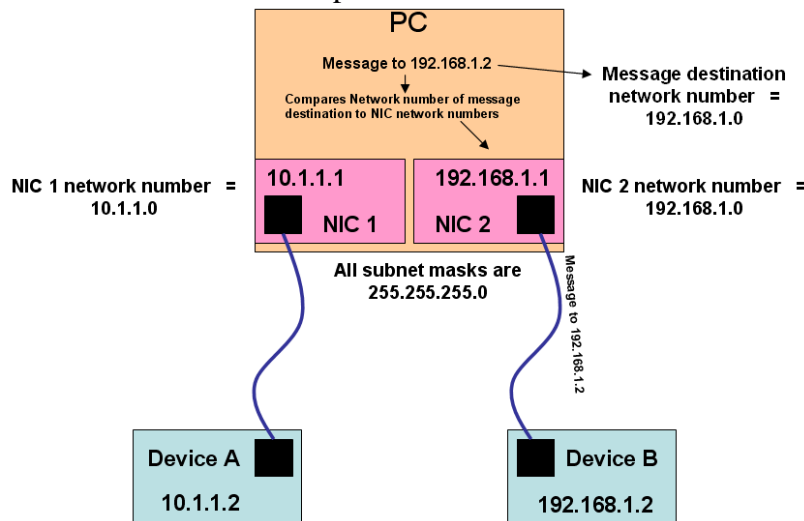 PC
Message to 192.168.1.2
Message destination
network number =
192.168.1.0
Compares Network number of message
destination to NIC network numbers
NIC 1 network number =
10.1.1.0
10.1.1.1
NIC 1
192.168.1.1
NIC 2
NIC 2 network number =
192.168.1.0
All subnet masks are
255.255.255.0
Message to 192.168.1.2
Device A
10.1.1.2
Device B
192.168.1.2